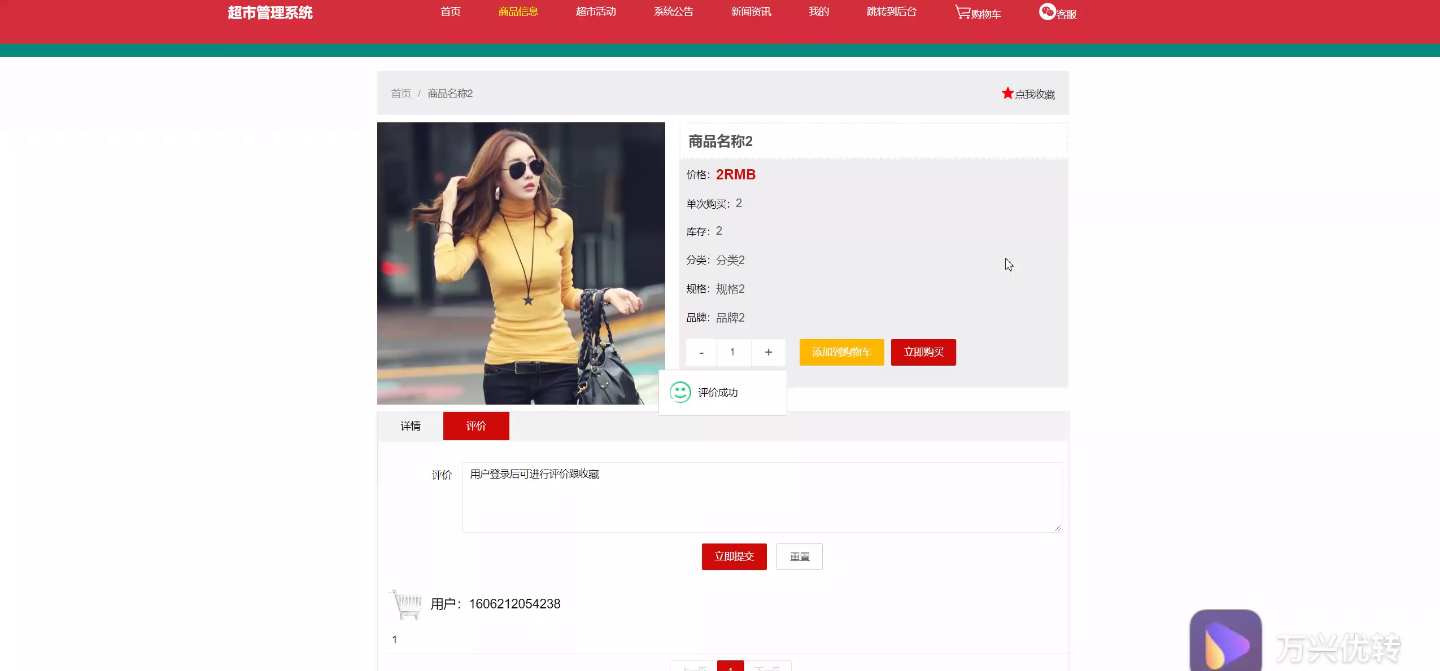 超市管理系统
首页 商品信息 超市活动 系统公告 新闻资讯 我的 跳转到后台 购物车 客服
首页 / 商品名称2
点我收藏
商品名称2
价格：2RMB
单次购买：2
库存：2
分类：分类2
规格：规格2
品牌：品牌2
- 1 + 添加到购物车 立即购买
评价成功
详情 评价
评价 用户登录后可进行评价跟收藏
立即提交 重置
用户：1606212054238
1
上一页 1 下一页
万兴优转